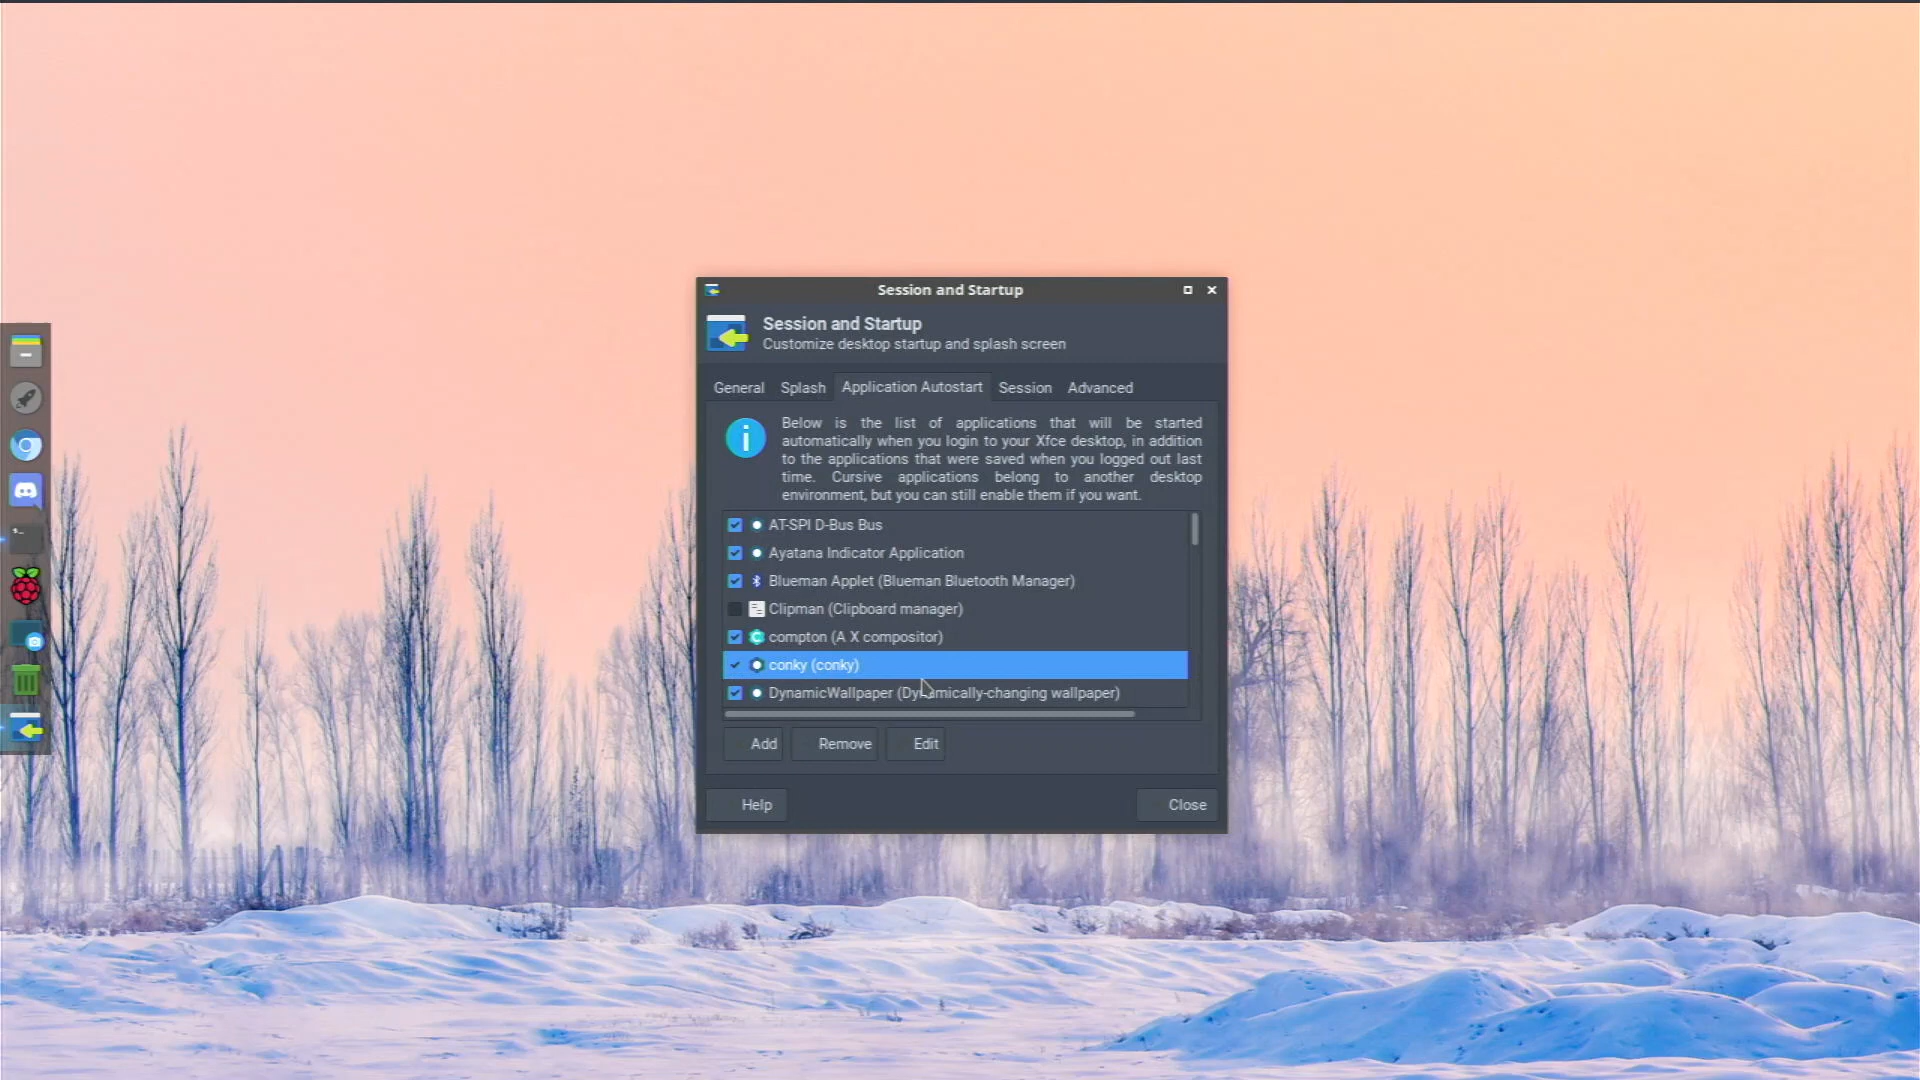 Session and Startup
Session and Startup
Customize desktop startup and splash screen
General Splash Application Autostart Session Advanced
Below is the list of applications that will be started
automatically when you login to your Xfce desktop, in addition
to the applications that were saved when you logged out last
time. Cursive applications belong to another desktop
environment, but you can still enable them if you want.
AT-SPI D-Bus Bus
Ayatana Indicator Application
Blueman Applet (Blueman Bluetooth Manager)
Clipman (Clipboard manager)
compton (A X compositor)
conky (conky)
DynamicWallpaper (Dynamically-changing wallpaper)
Add Remove Edit
Help Close